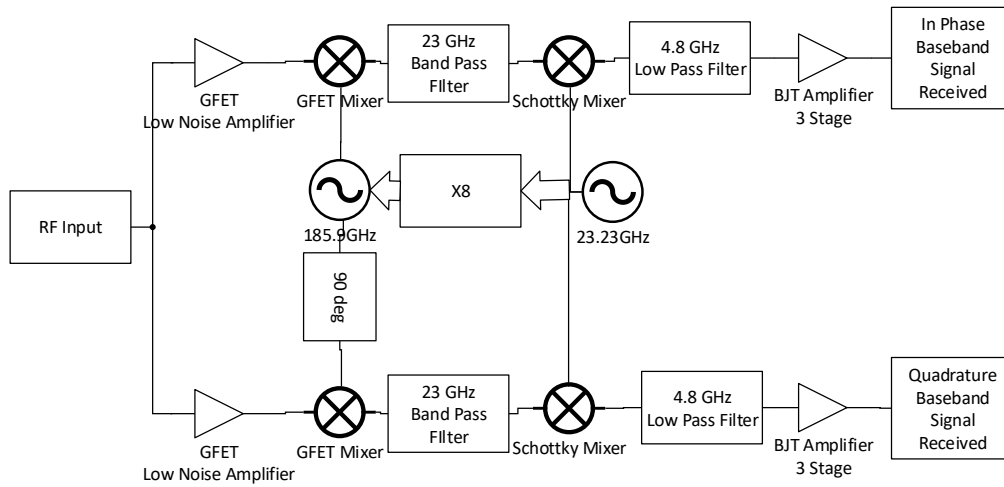 GFET
Low Noise Amplifier
GFET Mixer
23 GHz
Band Pass
FIlter
Schottky Mixer
4.8 GHz
Low Pass Filter
BJT Amplifier
3 Stage
In Phase
Baseband
Signal
Received
RF Input
185.9GHz
X8
23.23GHz
90 deg
GFET
Low Noise Amplifier
GFET Mixer
23 GHz
Band Pass
FIlter
Schottky Mixer
4.8 GHz
Low Pass Filter
BJT Amplifier
3 Stage
Quadrature
Baseband
Signal
Received